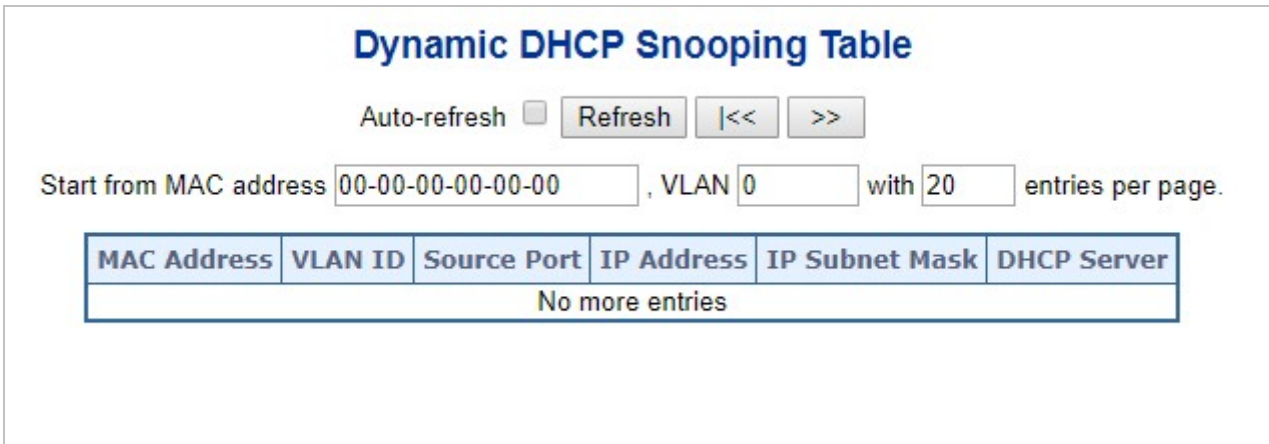 Dynamic DHCP Snooping Table
Auto-refresh Refresh |<< >>
Start from MAC address 00-00-00-00-00-00 , VLAN 0 with 20 entries per page.
MAC Address VLAN ID Source Port IP Address IP Subnet Mask DHCP Server
No more entries